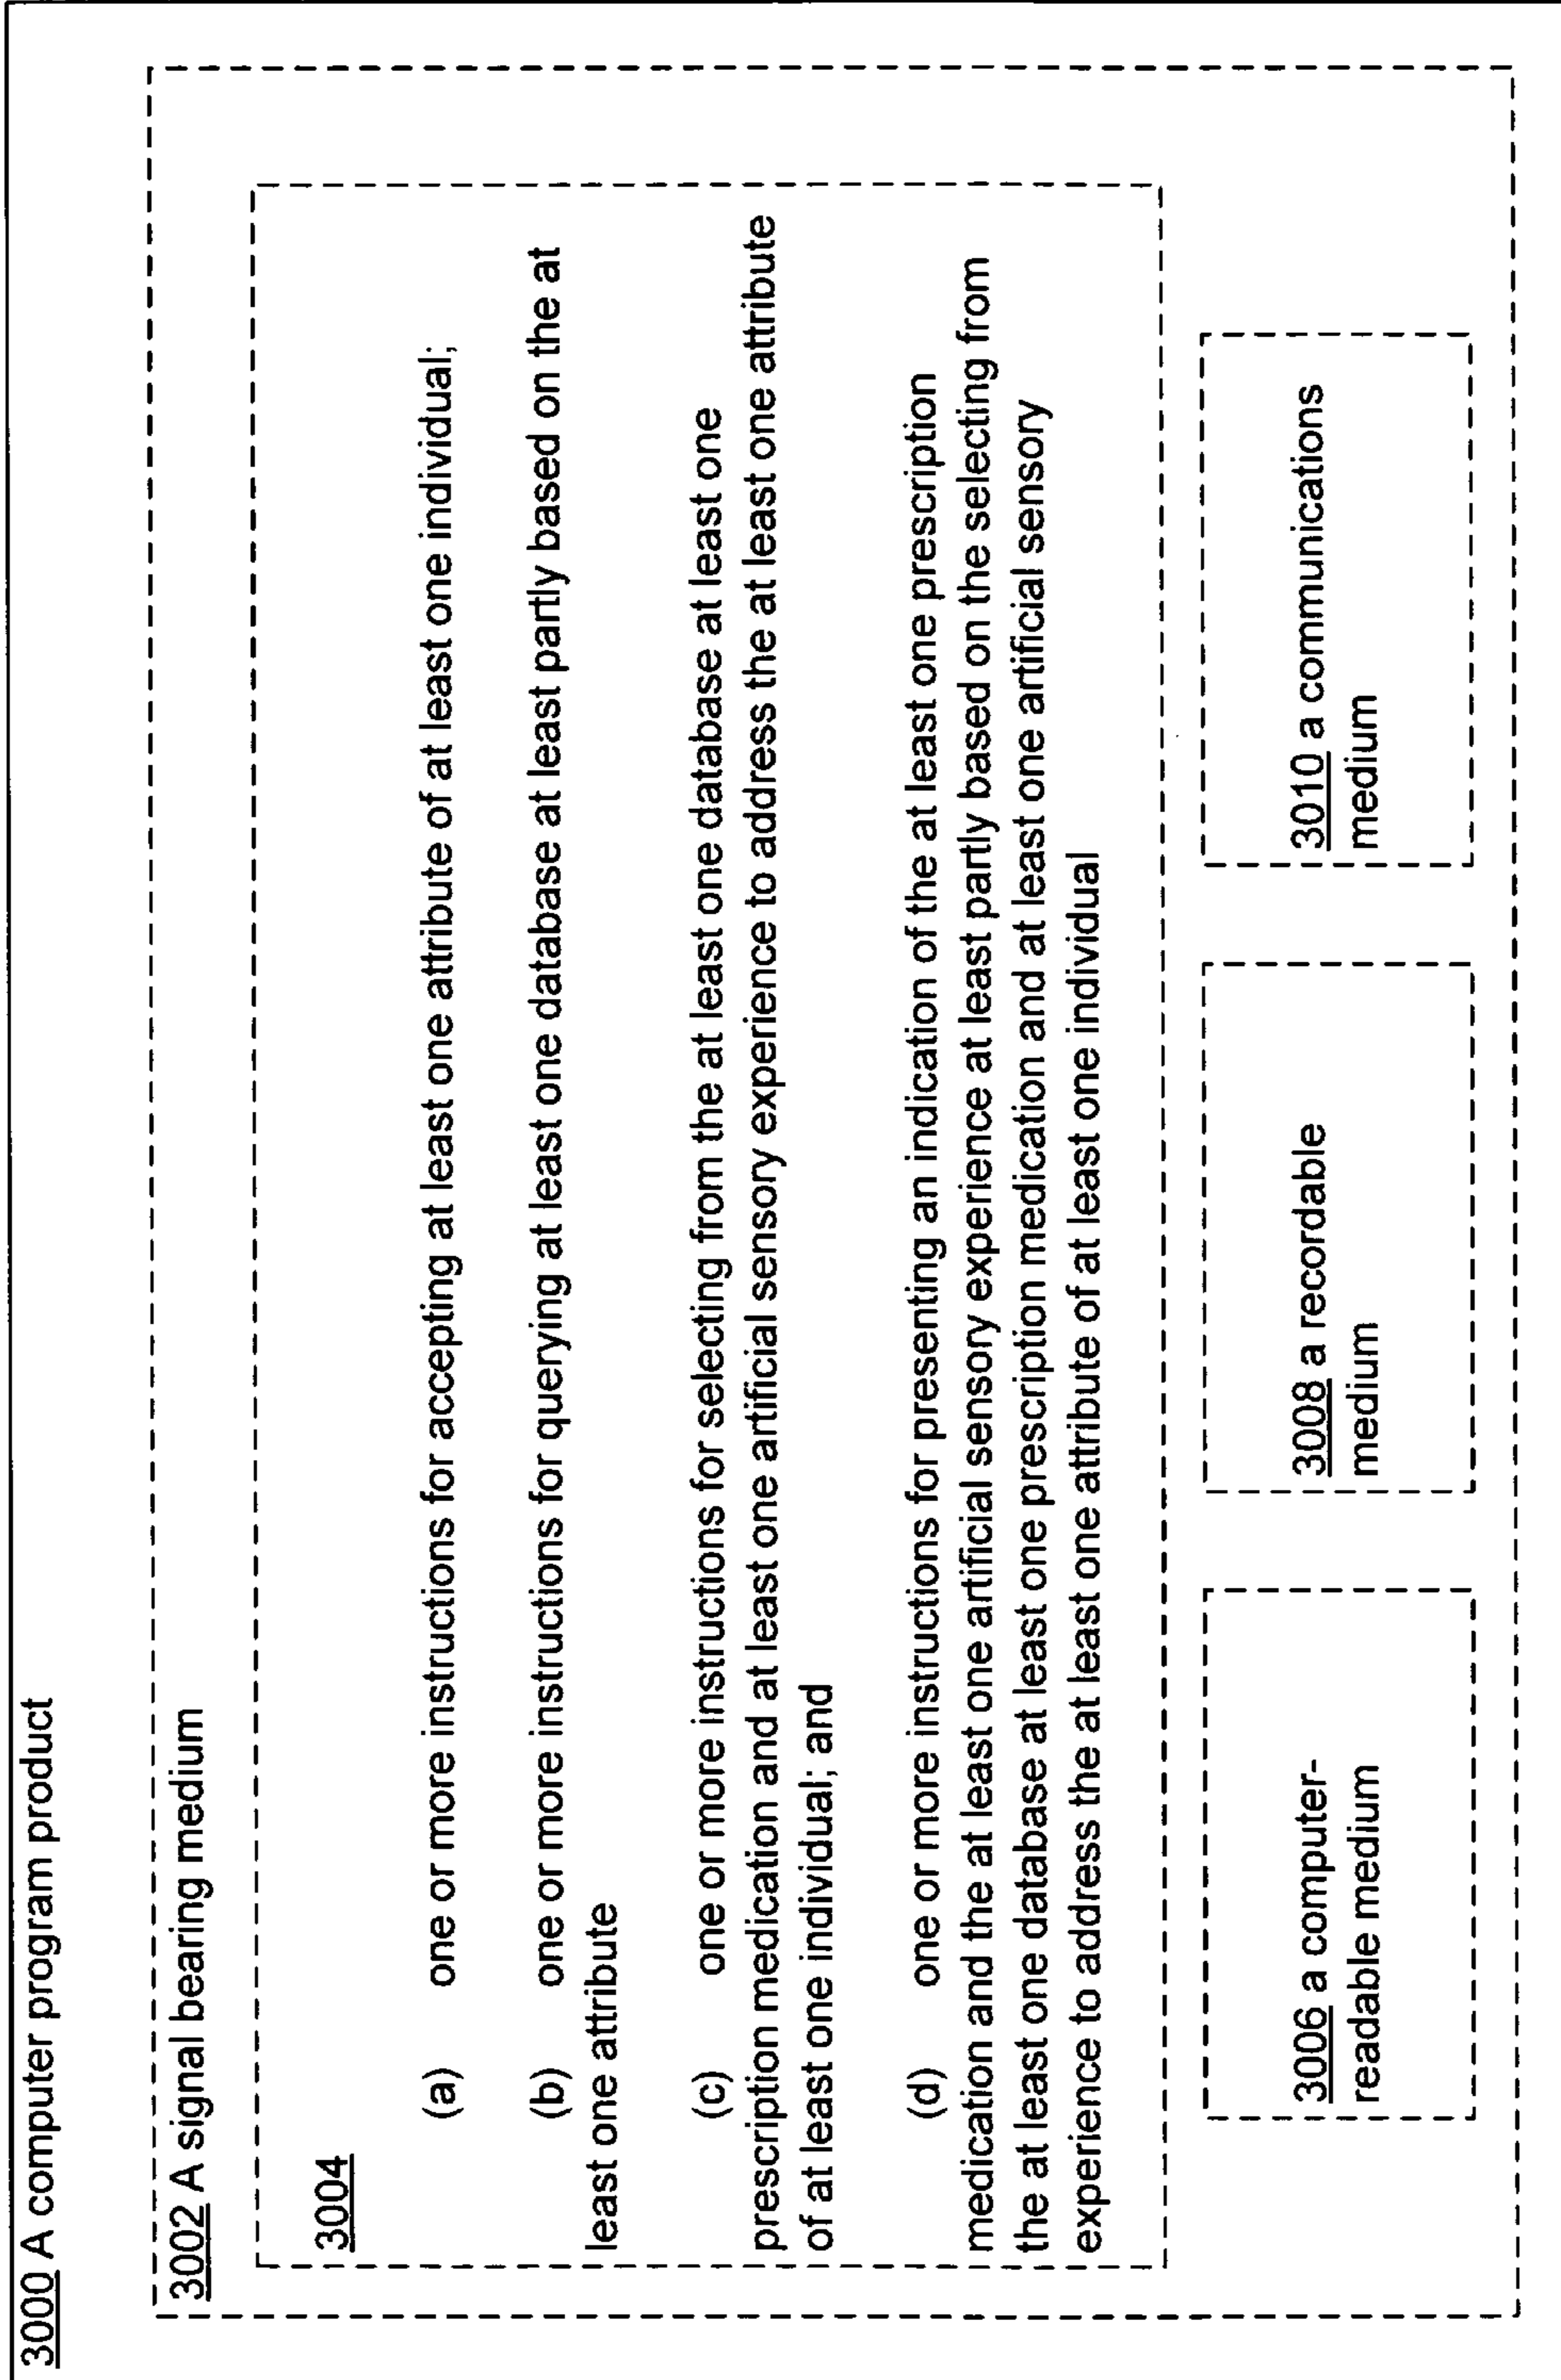 3000 A computer program product
3002 A signal bearing medium
3004
(a) one or more instructions for accepting at least one attribute of at least one individual;
(b) one or more instructions for querying at least one database at least partly based on the at
least one attribute
(c) one or more instructions for selecting from the at least one database at least one
prescription medication and at least one artificial sensory experience to address the at least one attribute
of at least one individual; and
(d) one or more instructions for presenting an indication of the at least one prescription
medication and the at least one artificial sensory experience at least partly based on the selecting from
the at least one database at least one prescription medication and at least one artificial sensory
experience to address the at least one attribute of at least one individual
3006 a computer-
readable medium
3008 a recordable
medium
3010 a communications
medium